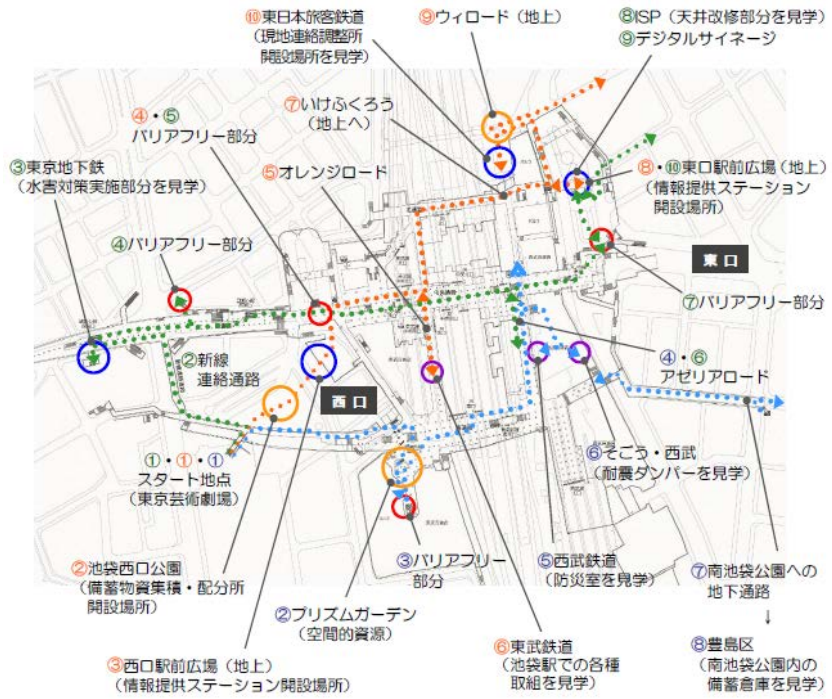 ⑩東日本旅客鉄道
(現地連絡調整所
開設場所を見学)
⑨ウィロード(地上)
⑧ISP(天井改修部分を見学)
⑨デジタルサイネージ
④・⑤
バリアフリー部分
⑦いけふくろう
(地上へ)
③東京地下鉄
(水害対策実施部分を見学)
⑤オレンジロード
⑧・⑩東口駅前広場(地上)
(情報提供ステーション
開設場所)
④バリアフリー部分
東口
⑦バリアフリー部分
②新線
連絡通路
西口
④・⑥
アゼリアロード
①・①・①
スタート地点
(東京芸術劇場)
⑥そごう・西武
(耐震ダンパーを見学)
②池袋西口公園
(備蓄物資集積・配分所
開設場所)
③バリアフリー
部分
⑤西武鉄道
(防災室を見学)
⑦南池袋公園への
地下通路
↓
②プリズムガーデン
(空間的資源)
⑧豊島区
(南池袋公園内の
備蓄倉庫を見学)
③西口駅前広場(地上)
(情報提供ステーション開設場所)
⑥東武鉄道
(池袋駅での各種
取組を見学)